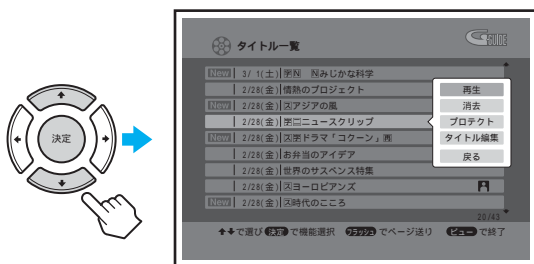 タイトル一覧
G GUIDE
New 3/ 1(土) 字N Nみじかな科学
2/28(金) 情熱のプロジェクト
New 2/28(金) 再アジアの風
2/28(金) 字二ニュースクリップ
New 2/28(金) 再字ドラマ「コクーン」再
2/28(金) お弁当のアイデア
2/28(金) 世界のサスペンス特集
2/28(金) 再ヨーロピアンズ
New 2/28(金) 再時代のこころ
再生
消去
プロテクト
タイトル編集
戻る
20/43
決定
で選び 決定 で機能選択 フラッシュ でページ送り ビュー で終了